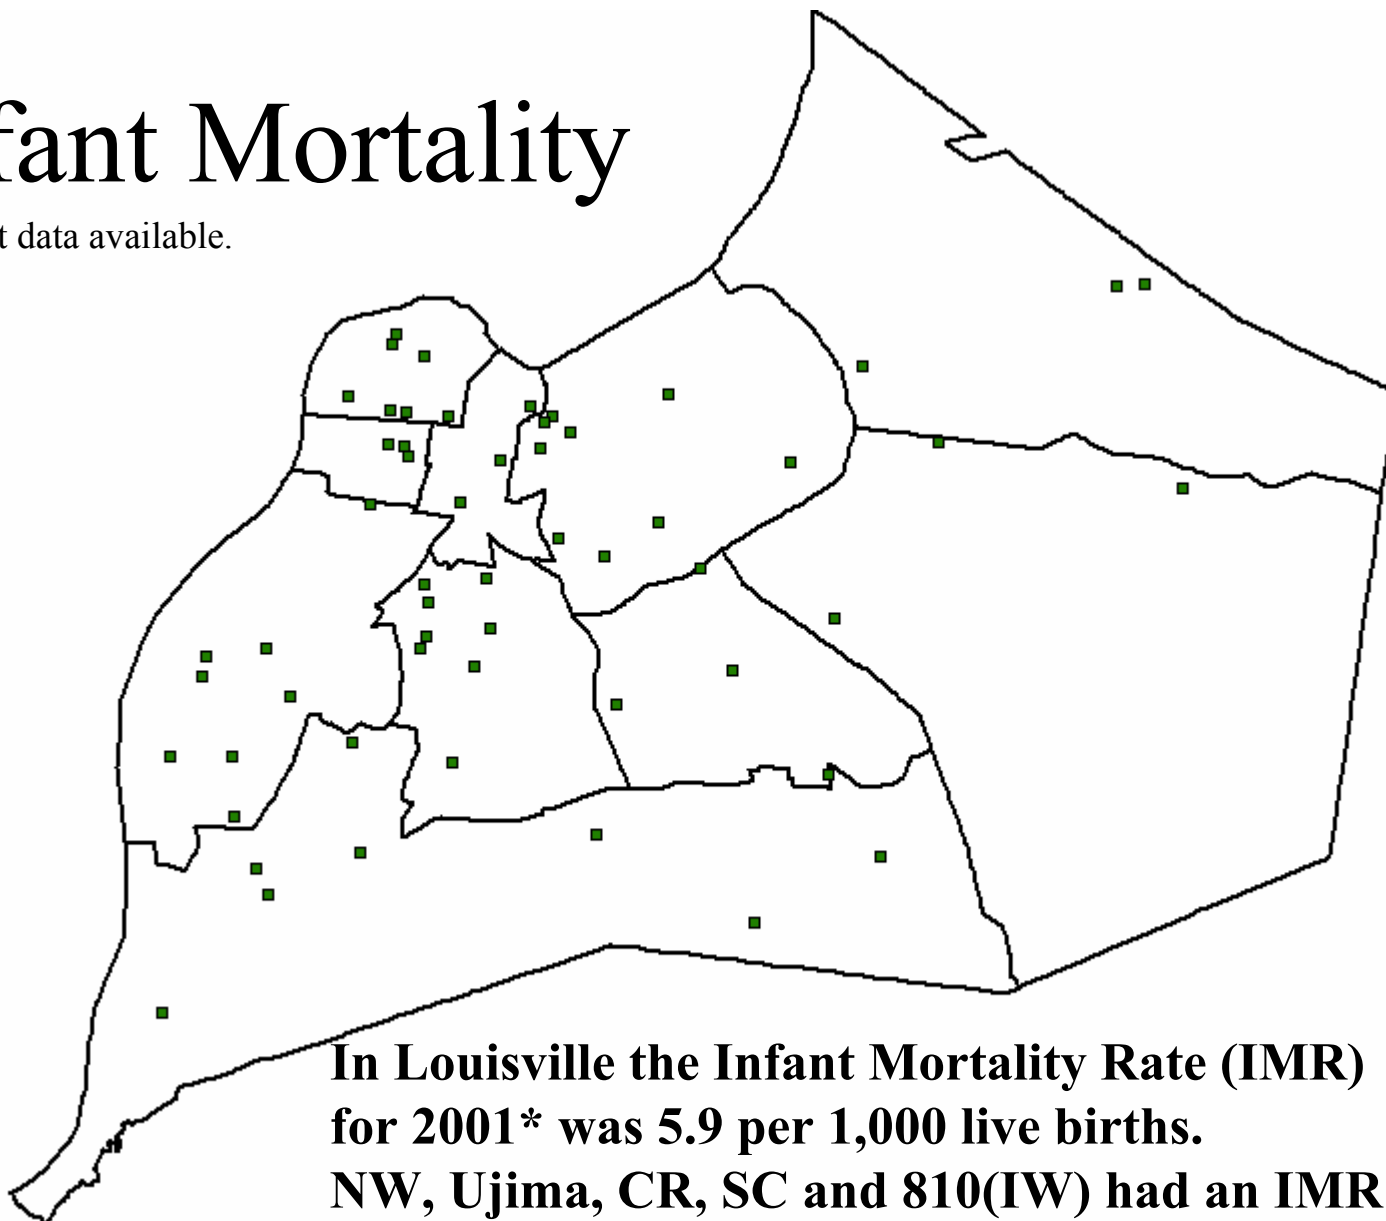 fant Mortality
t data available.
In Louisville the Infant Mortality Rate (IMR)
for 2001* was 5.9 per 1,000 live births.
NW, Ujima, CR, SC and 810(IW) had an IMR